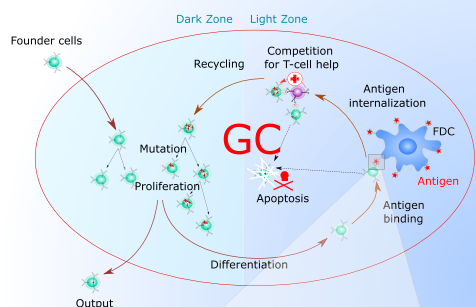 Dark Zone Light Zone
Founder cells
Competition
for T-cell help
Recycling
Antigen
internalization
FDC
GC
Mutation
Antigen
Proliferation
Apoptosis
Antigen
binding
Differentiation
Output